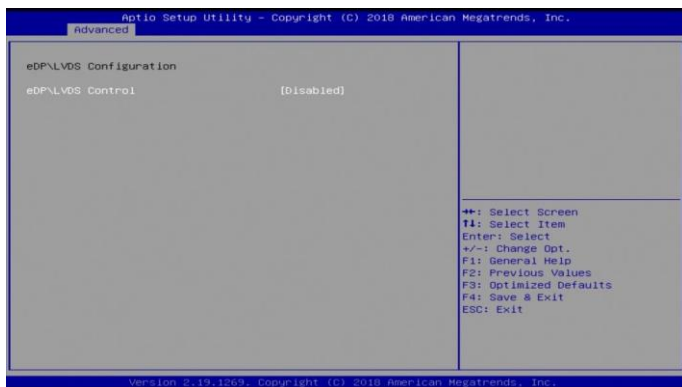 Aptio Setup Utility – Copyright (C) 2018 American Megatrends, Inc.
Advanced
eDP\LVDS Configuration
eDP\LVDS Control [Disabled]
→←: Select Screen
↑↓: Select Item
Enter: Select
+/-: Change Opt.
F1: General Help
F2: Previous Values
F3: Optimized Defaults
F4: Save & Exit
ESC: Exit
Version 2.19.1269. Copyright (C) 2018 American Megatrends, Inc.